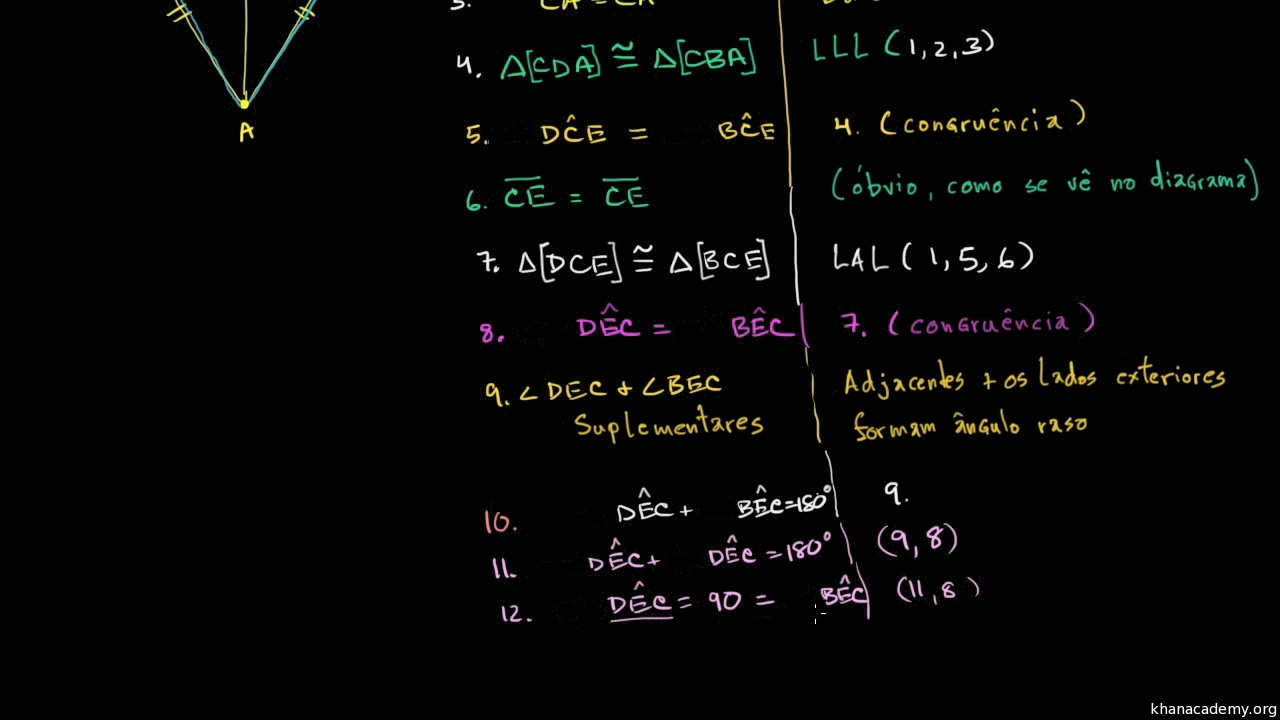 3. CA = CA
4. Δ[CDA] ≅ Δ[CBA] LLL (1,2,3)
A
5. DĈE = BĈE 4. (congruência)
6. C̅E̅ = C̅E̅ (óbvio, como se vê no diagrama)
7. Δ[DCE] ≅ Δ[BCE] LAL (1,5,6)
8. DÊC = BÊC 7. (congruência)
9. ∠DEC + ∠BEC Adjacentes + os lados exteriores
Suplementares formam ângulo raso
10. DÊC + BÊC=180° 9.
11. DÊC + DÊC = 180° (9, 8)
12. DÊC = 90 = BÊC (11, 8)
khanacademy.org